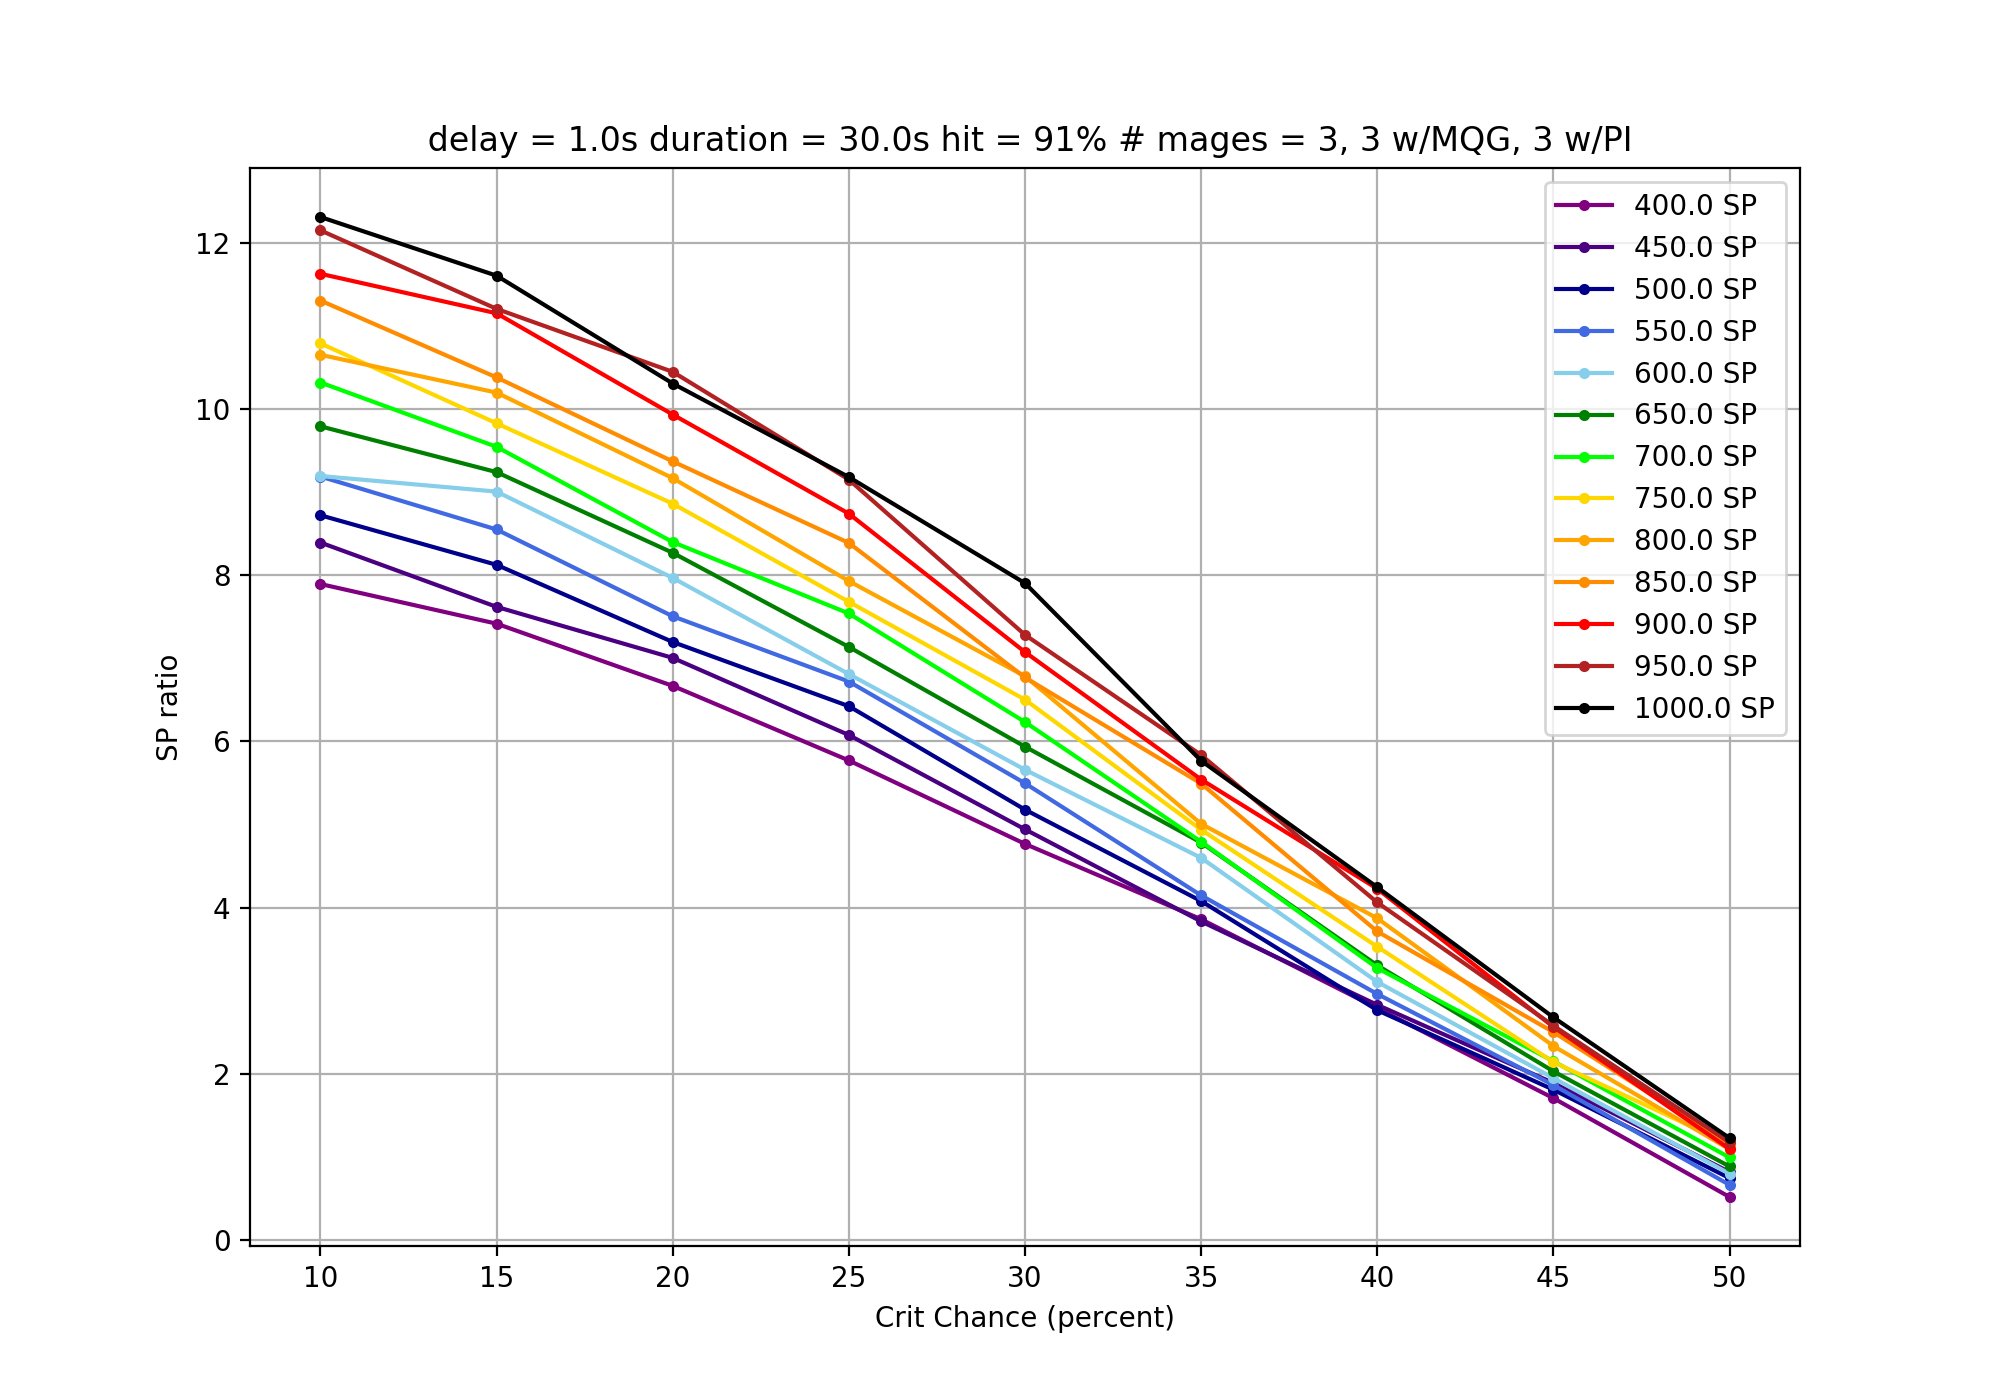 delay = 1.0s duration = 30.0s hit = 91% # mages = 3, 3 w/MQG, 3 w/PI
12
10
8
6
4
2
0
SP ratio
400.0 SP
450.0 SP
500.0 SP
550.0 SP
600.0 SP
650.0 SP
700.0 SP
750.0 SP
800.0 SP
850.0 SP
900.0 SP
950.0 SP
1000.0 SP
10 15 20 25 30 35 40 45 50
Crit Chance (percent)